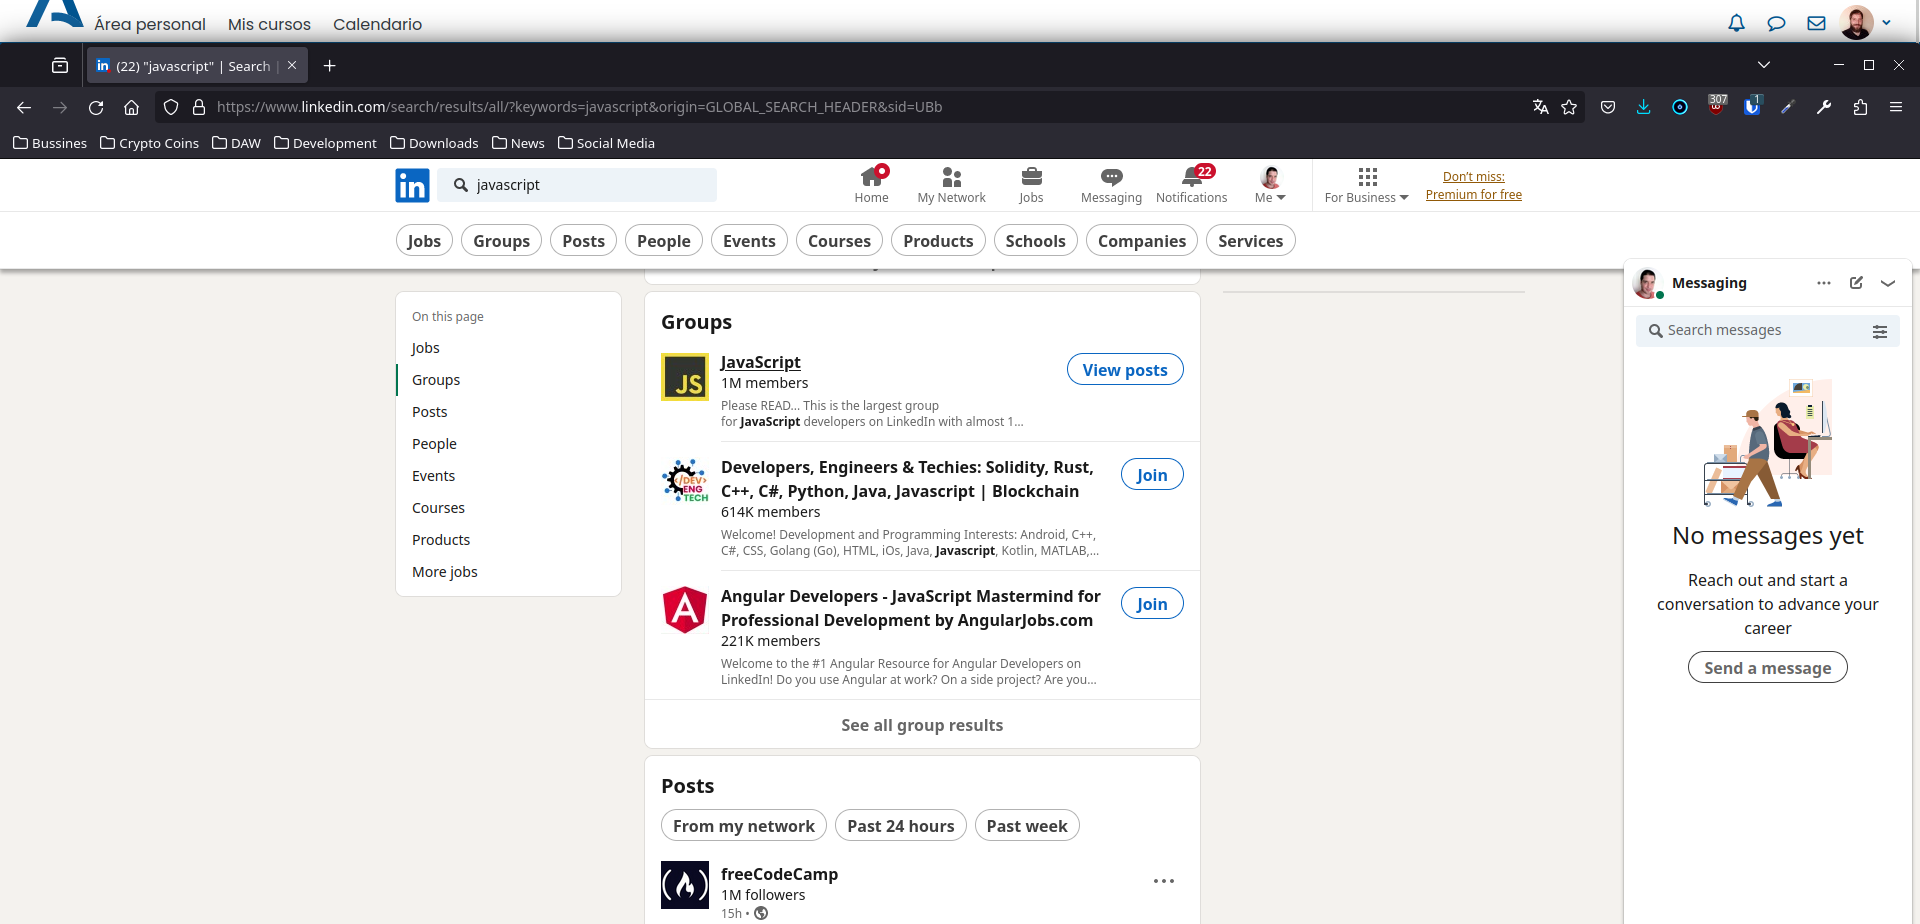 Área personal Mis cursos Calendario
(22) "javascript" | Search |
https://www.linkedin.com/search/results/all/?keywords=javascript&origin=GLOBAL_SEARCH_HEADER&sid=UBb
307
1
Bussines Crypto Coins DAW Development Downloads News Social Media
in
javascript
22
Home My Network Jobs Messaging Notifications Me For Business
Don't miss:
Premium for free
Jobs Groups Posts People Events Courses Products Schools Companies Services
On this page
Jobs
Groups
Posts
People
Events
Courses
Products
More jobs
Groups
JS
JavaScript
View posts
1M members
Please READ... This is the largest group
for JavaScript developers on LinkedIn with almost 1...
</DEV>
ENG
TECH
Developers, Engineers & Techies: Solidity, Rust,
C++, C#, Python, Java, Javascript | Blockchain
Join
614K members
Welcome! Development and Programming Interests: Android, C++,
C#, CSS, Golang (Go), HTML, iOs, Java, Javascript, Kotlin, MATLAB,...
A
Angular Developers - JavaScript Mastermind for
Professional Development by AngularJobs.com
Join
221K members
Welcome to the #1 Angular Resource for Angular Developers on
LinkedIn! Do you use Angular at work? On a side project? Are you...
See all group results
Posts
From my network Past 24 hours Past week
freeCodeCamp
1M followers
15h •
Messaging
Search messages
No messages yet
Reach out and start a
conversation to advance your
career
Send a message